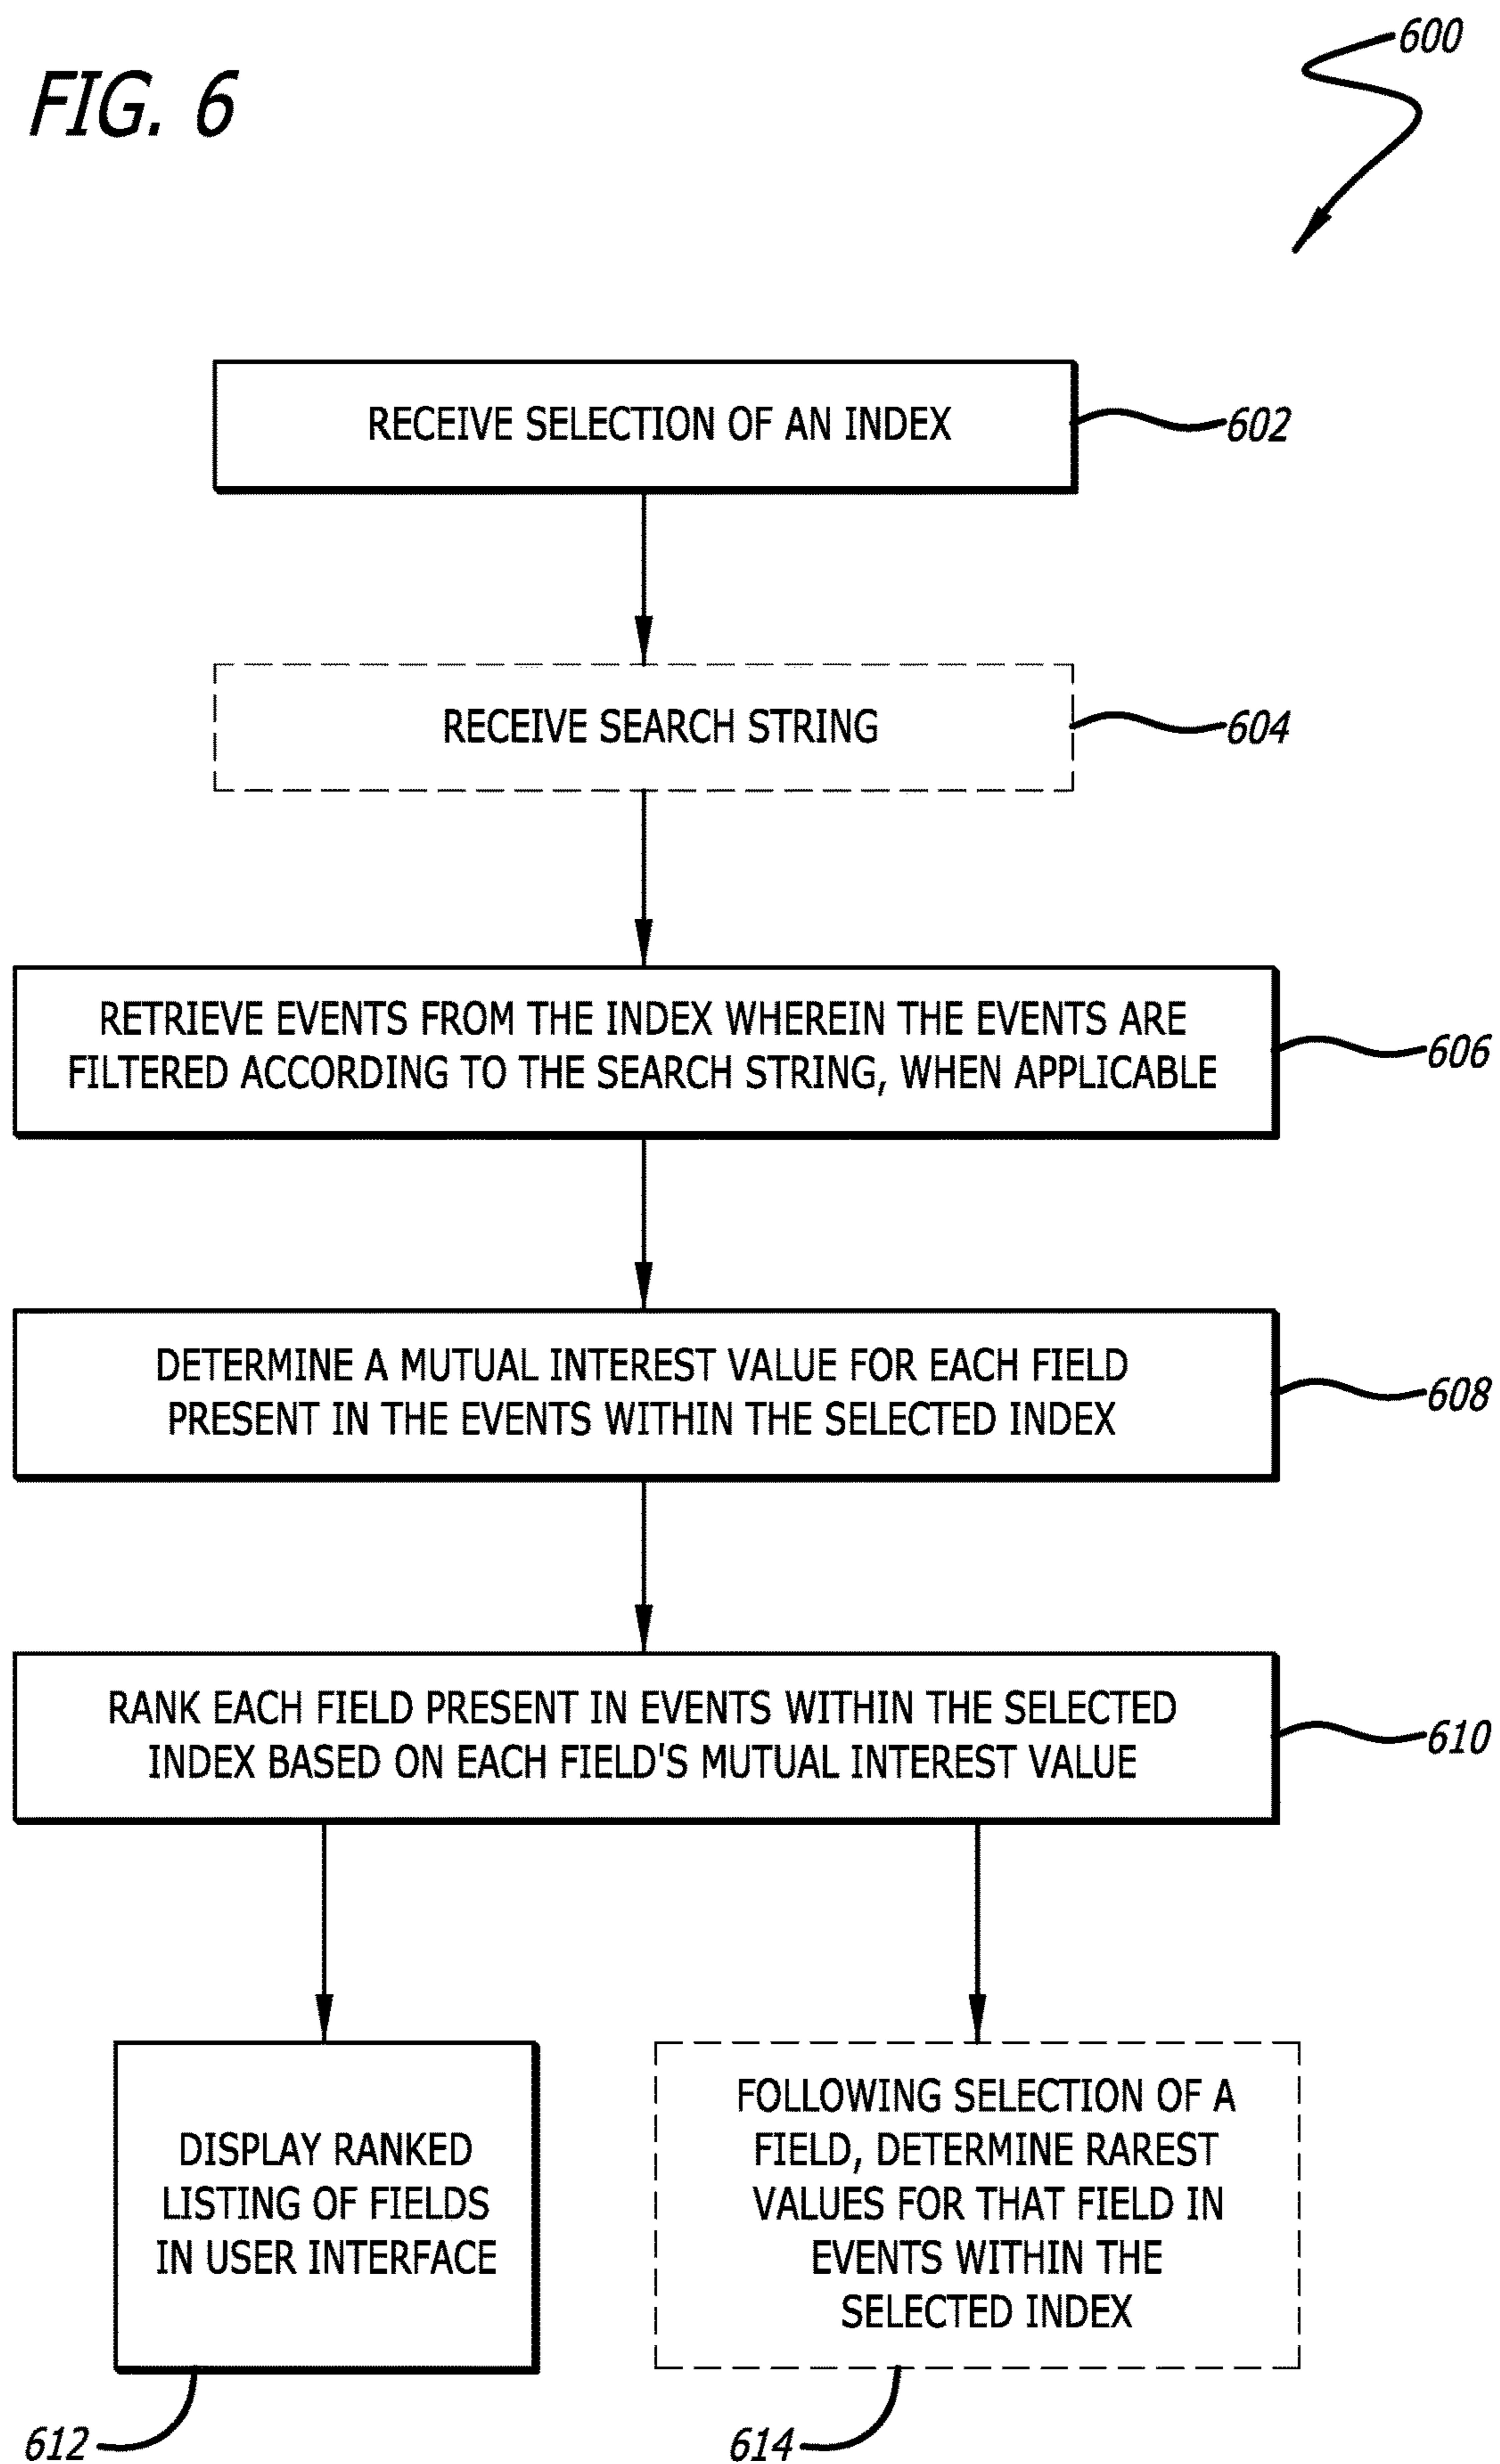 FIG. 6
600
RECEIVE SELECTION OF AN INDEX
602
RECEIVE SEARCH STRING
604
RETRIEVE EVENTS FROM THE INDEX WHEREIN THE EVENTS ARE
FILTERED ACCORDING TO THE SEARCH STRING, WHEN APPLICABLE
606
DETERMINE A MUTUAL INTEREST VALUE FOR EACH FIELD
PRESENT IN THE EVENTS WITHIN THE SELECTED INDEX
608
RANK EACH FIELD PRESENT IN EVENTS WITHIN THE SELECTED
INDEX BASED ON EACH FIELD'S MUTUAL INTEREST VALUE
610
DISPLAY RANKED
LISTING OF FIELDS
IN USER INTERFACE
612
FOLLOWING SELECTION OF A
FIELD, DETERMINE RAREST
VALUES FOR THAT FIELD IN
EVENTS WITHIN THE
SELECTED INDEX
614